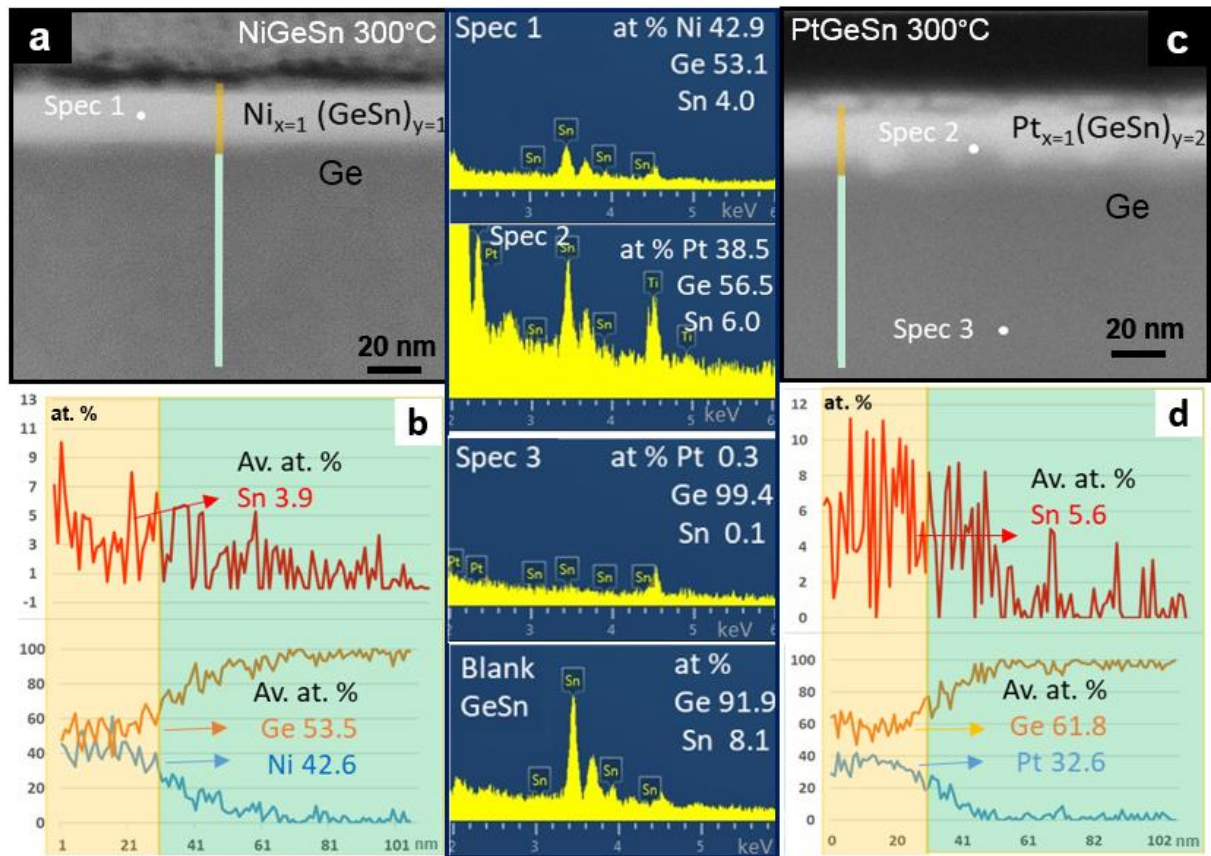 a
NiGeSn 300°C
Spec 1
Ni x=1 (GeSn) y=1
Ge
20 nm
Spec 1
at % Ni 42.9
Ge 53.1
Sn 4.0
Sn
Sn
Sn
Sn
3
4
5
6
keV
Spec 2
at % Pt 38.5
Ge 56.5
Sn 6.0
Pt
Sn
Sn
Sn
Ti
Ti
2
3
4
5
6
keV
Spec 3
at % Pt 0.3
Ge 99.4
Sn 0.1
Pt
Pt
Sn
Sn
Sn
Sn
2
3
4
5
6
keV
Blank
GeSn
at %
Ge 91.9
Sn 8.1
Sn
Sn
Sn
Sn
2
3
4
5
6
keV
PtGeSn 300°C
c
Spec 2
Pt x=1 (GeSn) y=2
Ge
Spec 3
20 nm
b
at. %
13
11
9
7
5
3
1
-1
Av. at. %
Sn 3.9
100
80
60
40
20
0
Av. at. %
Ge 53.5
Ni 42.6
1 21 41 61 81 101 nm
d
at. %
12
10
8
6
4
2
0
Av. at. %
Sn 5.6
100
80
60
40
20
0
Av. at. %
Ge 61.8
Pt 32.6
0 20 41 61 82 102 nm